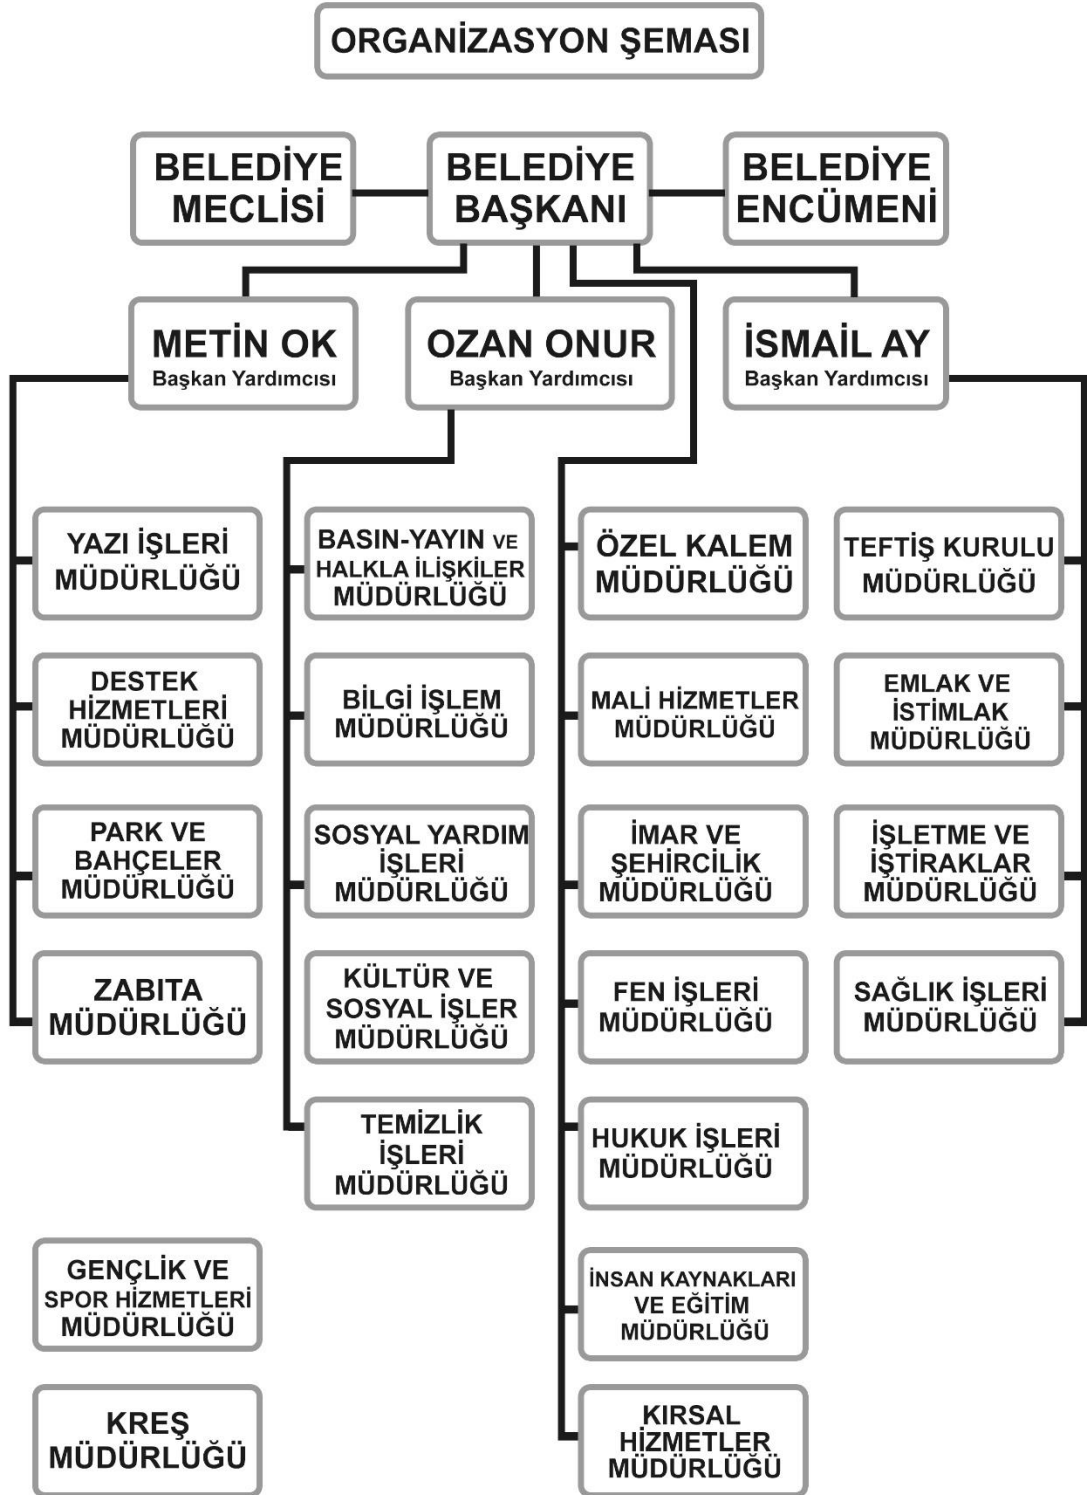 ORGANİZASYON ŞEMASI
BELEDİYE
MECLİSİ
BELEDİYE
BAŞKANI
BELEDİYE
ENCÜMENİ
METİN OK
Başkan Yardımcısı
OZAN ONUR
Başkan Yardımcısı
İSMAİL AY
Başkan Yardımcısı
YAZI İŞLERİ
MÜDÜRLÜĞÜ
DESTEK
HİZMETLERİ
MÜDÜRLÜĞÜ
PARK VE
BAHÇELER
MÜDÜRLÜĞÜ
ZABITA
MÜDÜRLÜĞÜ
GENÇLİK VE
SPOR HİZMETLERİ
MÜDÜRLÜĞÜ
KREŞ
MÜDÜRLÜĞÜ
BASIN-YAYIN VE
HALKLA İLİŞKİLER
MÜDÜRLÜĞÜ
BİLGİ İŞLEM
MÜDÜRLÜĞÜ
SOSYAL YARDIM
İŞLERİ
MÜDÜRLÜĞÜ
KÜLTÜR VE
SOSYAL İŞLER
MÜDÜRLÜĞÜ
TEMİZLİK
İŞLERİ
MÜDÜRLÜĞÜ
ÖZEL KALEM
MÜDÜRLÜĞÜ
MALİ HİZMETLER
MÜDÜRLÜĞÜ
İMAR VE
ŞEHİRCİLİK
MÜDÜRLÜĞÜ
FEN İŞLERİ
MÜDÜRLÜĞÜ
HUKUK İŞLERİ
MÜDÜRLÜĞÜ
İNSAN KAYNAKLARI
VE EĞİTİM
MÜDÜRLÜĞÜ
KIRSAL
HİZMETLER
MÜDÜRLÜĞÜ
TEFTİŞ KURULU
MÜDÜRLÜĞÜ
EMLAK VE
İSTİMLAK
MÜDÜRLÜĞÜ
İŞLETME VE
İŞTİRAKLAR
MÜDÜRLÜĞÜ
SAĞLIK İŞLERİ
MÜDÜRLÜĞÜ